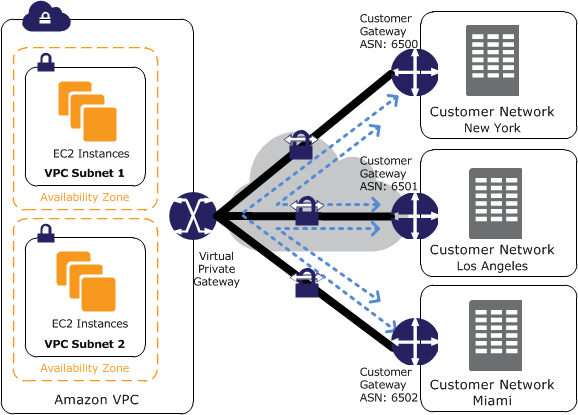 EC2 Instances
VPC Subnet 1
Availability Zone
EC2 Instances
VPC Subnet 2
Availability Zone
Amazon VPC
Virtual
Private
Gateway
Customer
Gateway
ASN: 6500
Customer Network
New York
Customer
Gateway
ASN: 6501
Customer Network
Los Angeles
Customer
Gateway
ASN: 6502
Customer Network
Miami